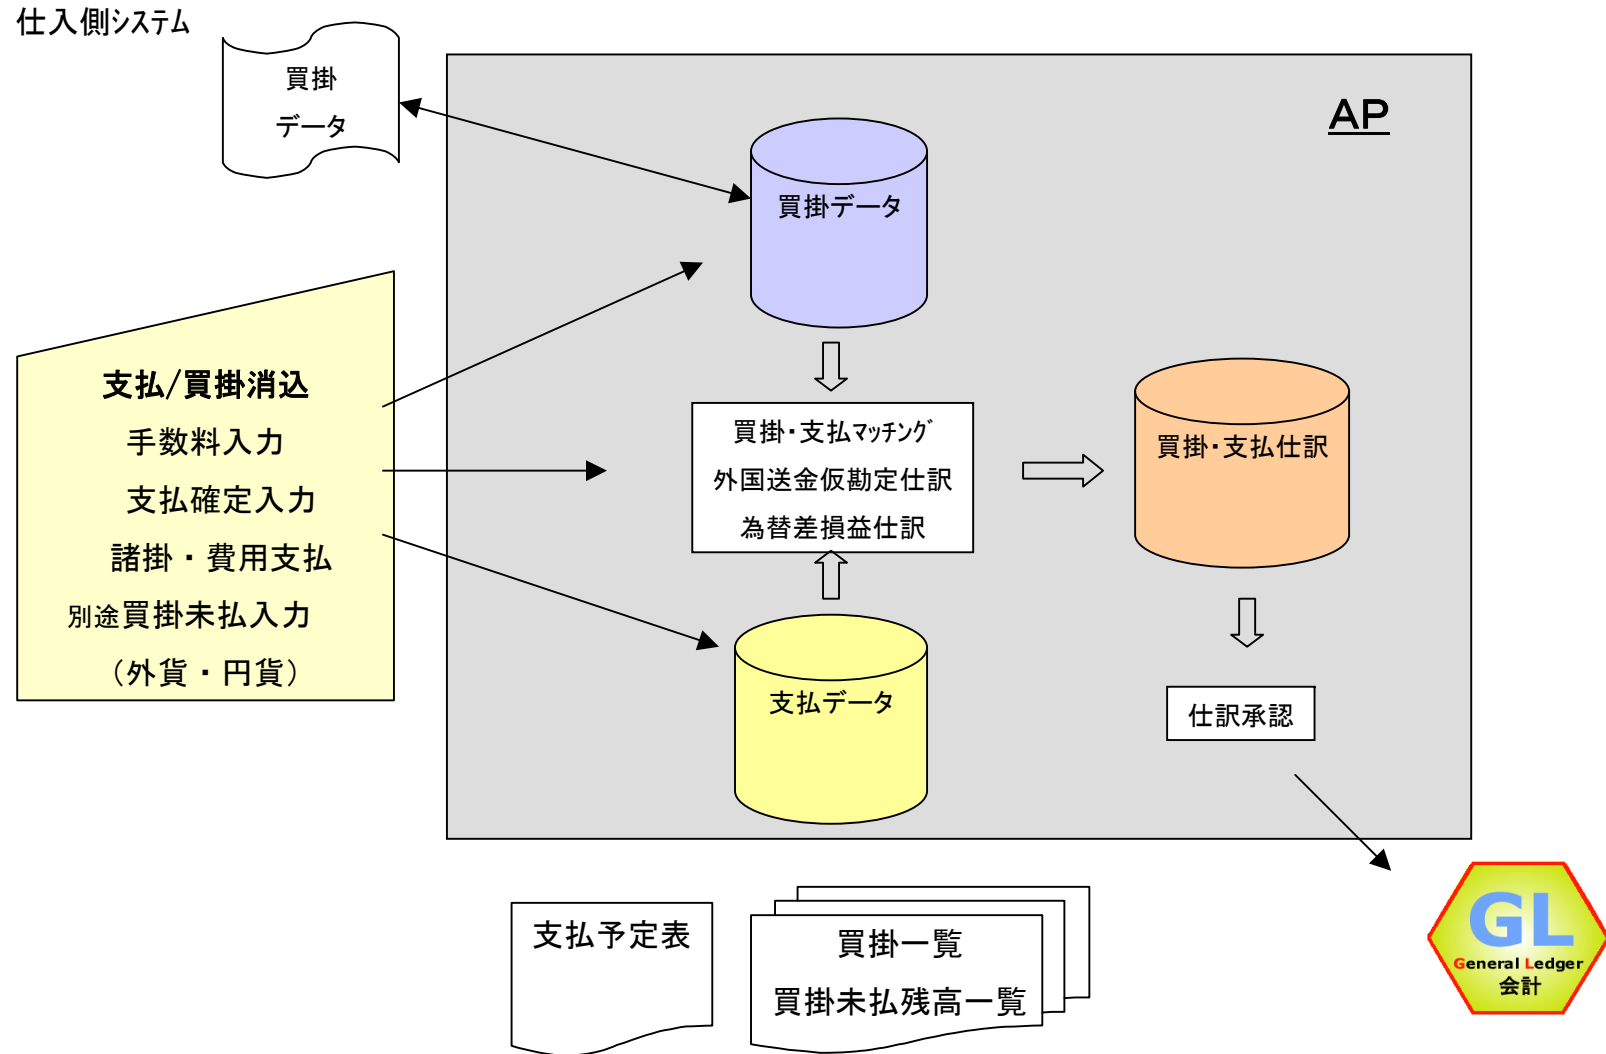 仕入側ｼｽﾃﾑ
買掛
データ
AP
買掛データ
支払/買掛消込
手数料入力
支払確定入力
諸掛・費用支払
別途買掛未払入力
（外貨・円貨）
買掛・支払ﾏｯﾁﾝｸﾞ
外国送金仮勘定仕訳
為替差損益仕訳
買掛・支払仕訳
支払データ
仕訳承認
支払予定表
買掛一覧
買掛未払残高一覧
GL
General Ledger
会計